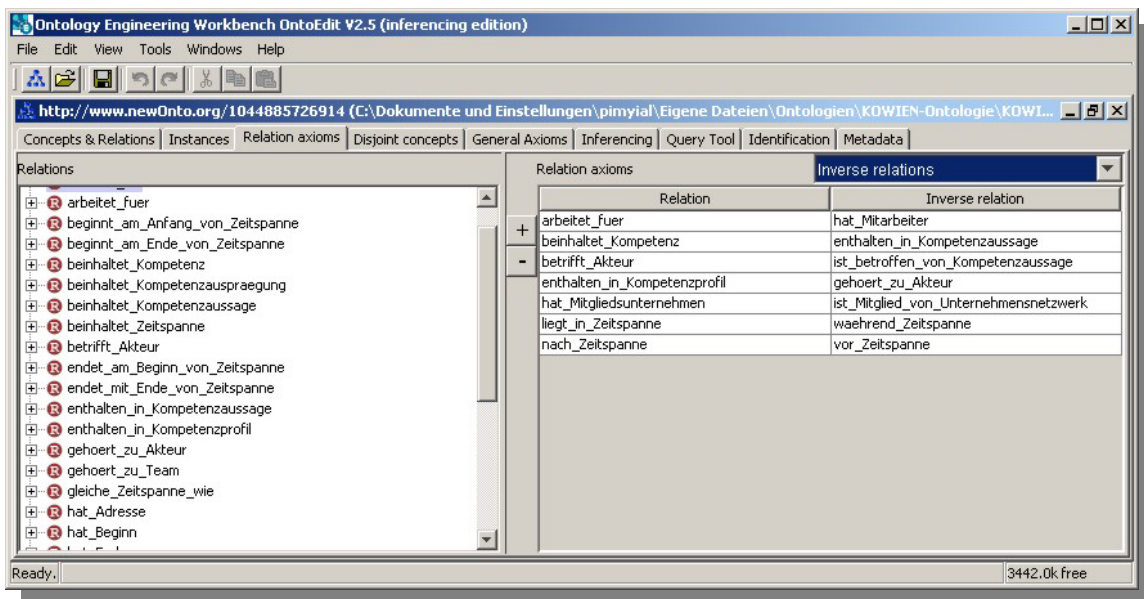 Ontology Engineering Workbench OntoEdit V2.5 (inferencing edition)
File Edit View Tools Windows Help
http://www.newOnto.org/1044885726914 (C:\Dokumente und Einstellungen\pimyial\Eigene Dateien\Ontologien\KOWIEN-Ontologie\KOWI...
Concepts & Relations Instances Relation axioms Disjoint concepts General Axioms Inferencing Query Tool Identification Metadata
Relations
arbeitet_fuer
beginnt_am_Anfang_von_Zeitspanne
beginnt_am_Ende_von_Zeitspanne
beinhaltet_Kompetenz
beinhaltet_Kompetenzauspraegung
beinhaltet_Kompetenzaussage
beinhaltet_Zeitspanne
betrifft_Akteur
endet_am_Beginn_von_Zeitspanne
endet_mit_Ende_von_Zeitspanne
enthalten_in_Kompetenzaussage
enthalten_in_Kompetenzprofil
gehoert_zu_Akteur
gehoert_zu_Team
gleiche_Zeitspanne_wie
hat_Adresse
hat_Beginn
+
-
Relation axioms Inverse relations
Relation Inverse relation
arbeitet_fuer hat_Mitarbeiter
beinhaltet_Kompetenz enthalten_in_Kompetenzaussage
betrifft_Akteur ist_betroffen_von_Kompetenzaussage
enthalten_in_Kompetenzprofil gehoert_zu_Akteur
hat_Mitgliedsunternehmen ist_Mitglied_von_Unternehmensnetzwerk
liegt_in_Zeitspanne waehrend_Zeitspanne
nach_Zeitspanne vor_Zeitspanne
Ready. 3442.0k free